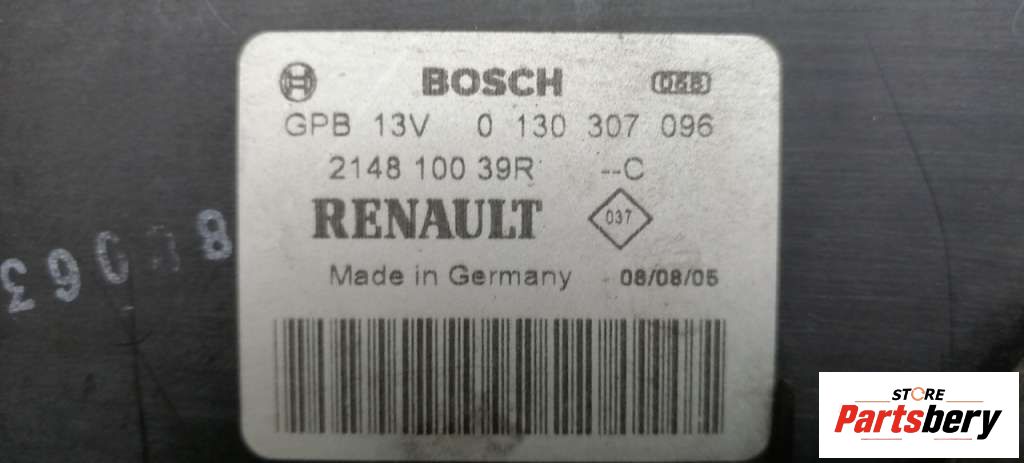 BOSCH 068
GPB 13V 0 130 307 096
2148 100 39R --C
RENAULT 037
Made in Germany 08/08/05
STORE
Partsbery